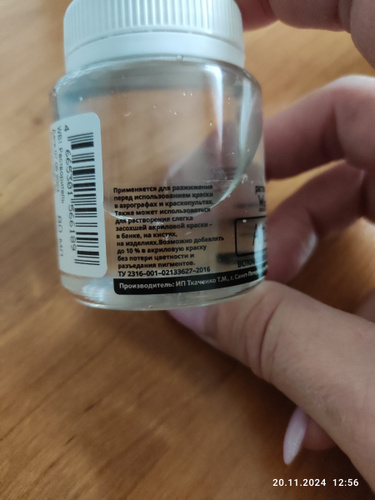 Применяется для разжижения
перед использованием краски
в аэрографах и краскопультах.
Также может использоваться
для растворения слегка
засохшей акриловой краски –
в банке, на кистях,
на изделиях. Возможно добавлять
до 10 % в акриловую краску
без потери цветности и
разъедания пигментов.
ТУ 2316-001-02133627-2016
Производитель: ИП Ткаченко Т.М., г. Санкт-
20.11.2024 12:56